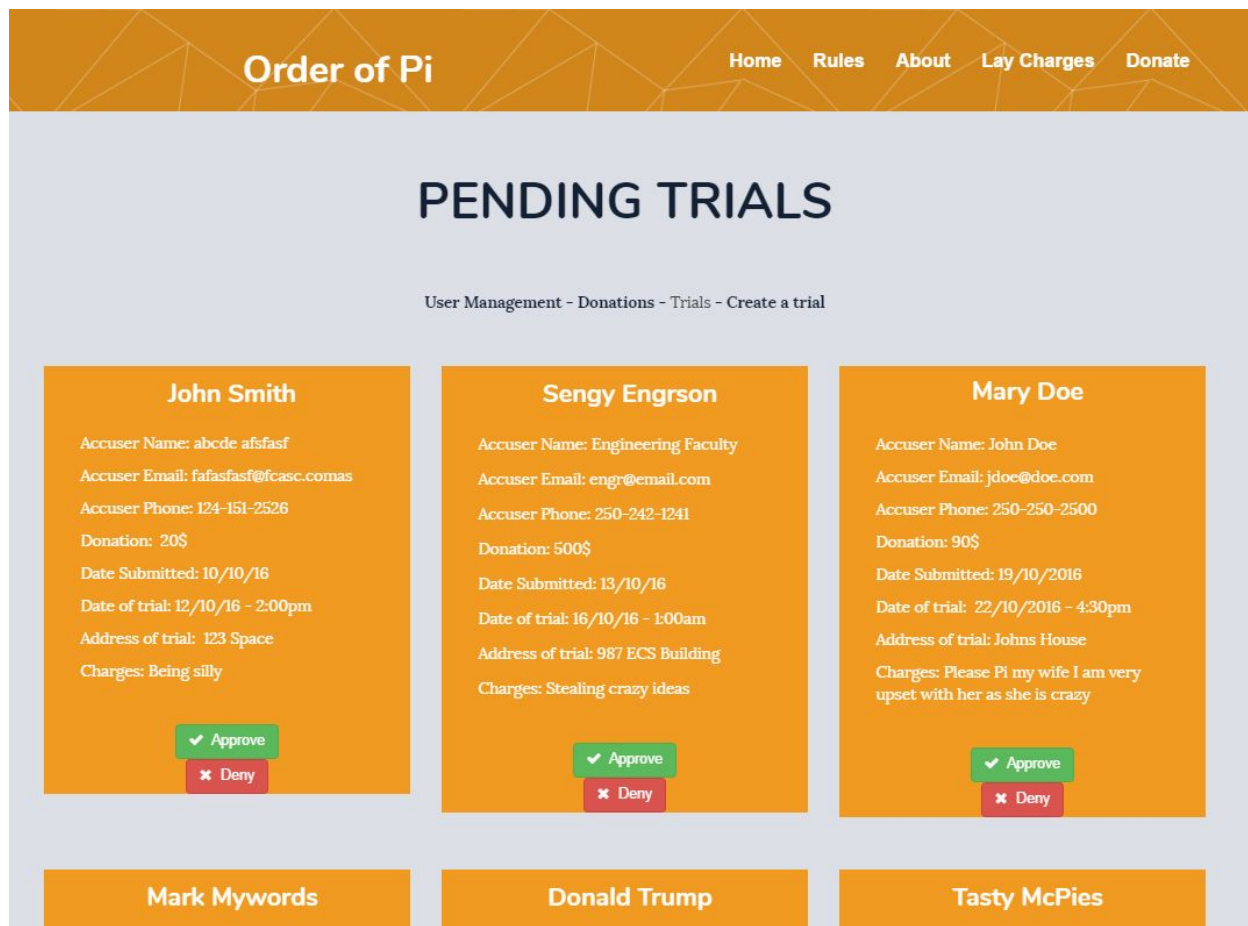 Order of Pi
Home Rules About Lay Charges Donate
PENDING TRIALS
User Management - Donations - Trials - Create a trial
John Smith
Accuser Name: abcde afsfasf
Accuser Email: fafasfasf@fcasc.comas
Accuser Phone: 124-151-2526
Donation: 20$
Date Submitted: 10/10/16
Date of trial: 12/10/16 - 2:00pm
Address of trial: 123 Space
Charges: Being silly
Approve
Deny
Sengy Engrson
Accuser Name: Engineering Faculty
Accuser Email: engr@email.com
Accuser Phone: 250-242-1241
Donation: 500$
Date Submitted: 13/10/16
Date of trial: 16/10/16 - 1:00am
Address of trial: 987 ECS Building
Charges: Stealing crazy ideas
Approve
Deny
Mary Doe
Accuser Name: John Doe
Accuser Email: jdoe@doe.com
Accuser Phone: 250-250-2500
Donation: 90$
Date Submitted: 19/10/2016
Date of trial: 22/10/2016 - 4:30pm
Address of trial: Johns House
Charges: Please Pi my wife I am very
upset with her as she is crazy
Approve
Deny
Mark Mywords
Donald Trump
Tasty McPies